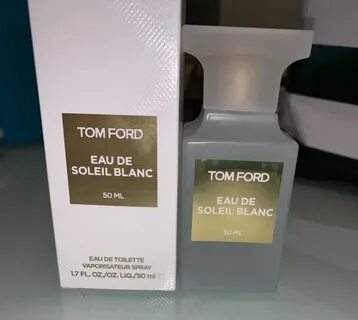 TOM FORD
EAU DE
SOLEIL BLANC
50 ML
EAU DE TOILETTE
VAPORISATEUR SPRAY
1.7 FL. OZ./OZ. LIQ./50 ml
TOM FORD
EAU DE
SOLEIL BLANC
50 ML